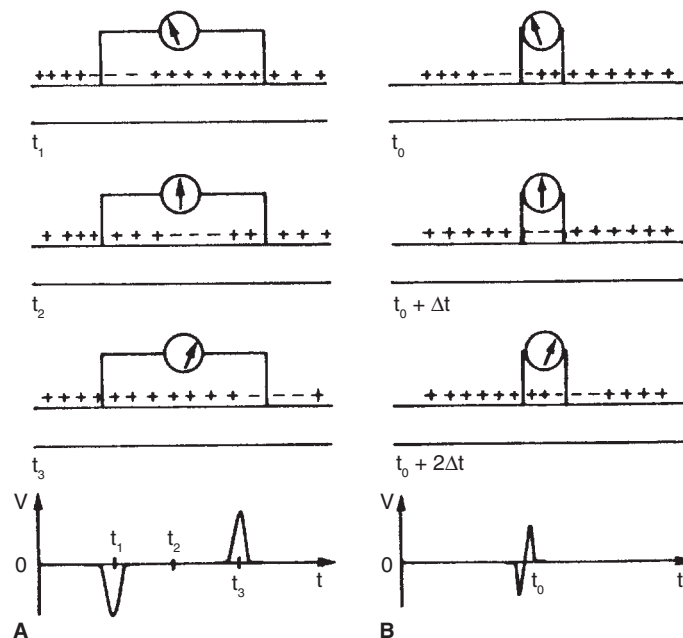 t₁
t₂
t₃
V
t₁ t₂
0
t₃ t
A
t₀
t₀ + Δt
t₀ + 2Δt
V
0
t₀ t
B